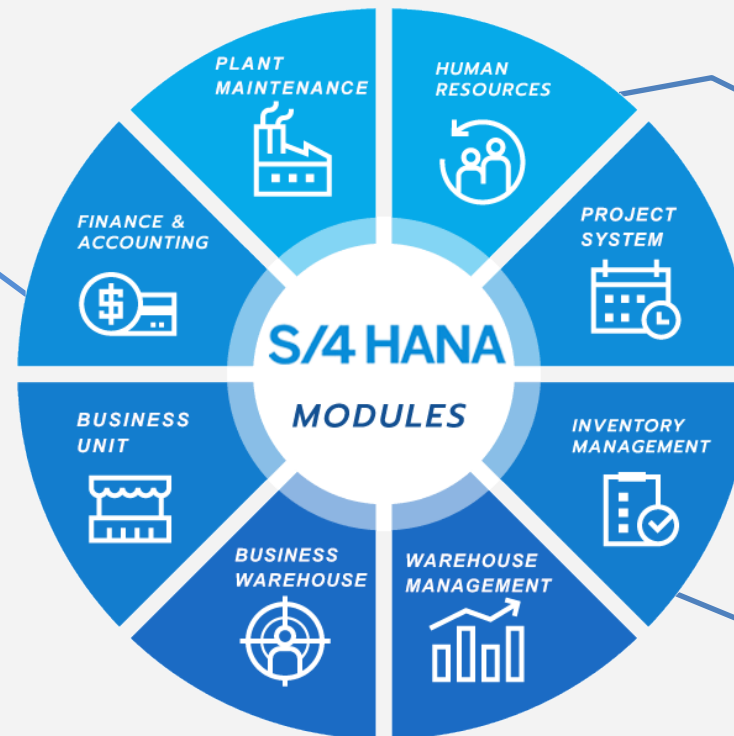 PLANT
MAINTENANCE
HUMAN
RESOURCES
FINANCE &
ACCOUNTING
PROJECT
SYSTEM
S/4 HANA
MODULES
BUSINESS
UNIT
INVENTORY
MANAGEMENT
BUSINESS
WAREHOUSE
WAREHOUSE
MANAGEMENT